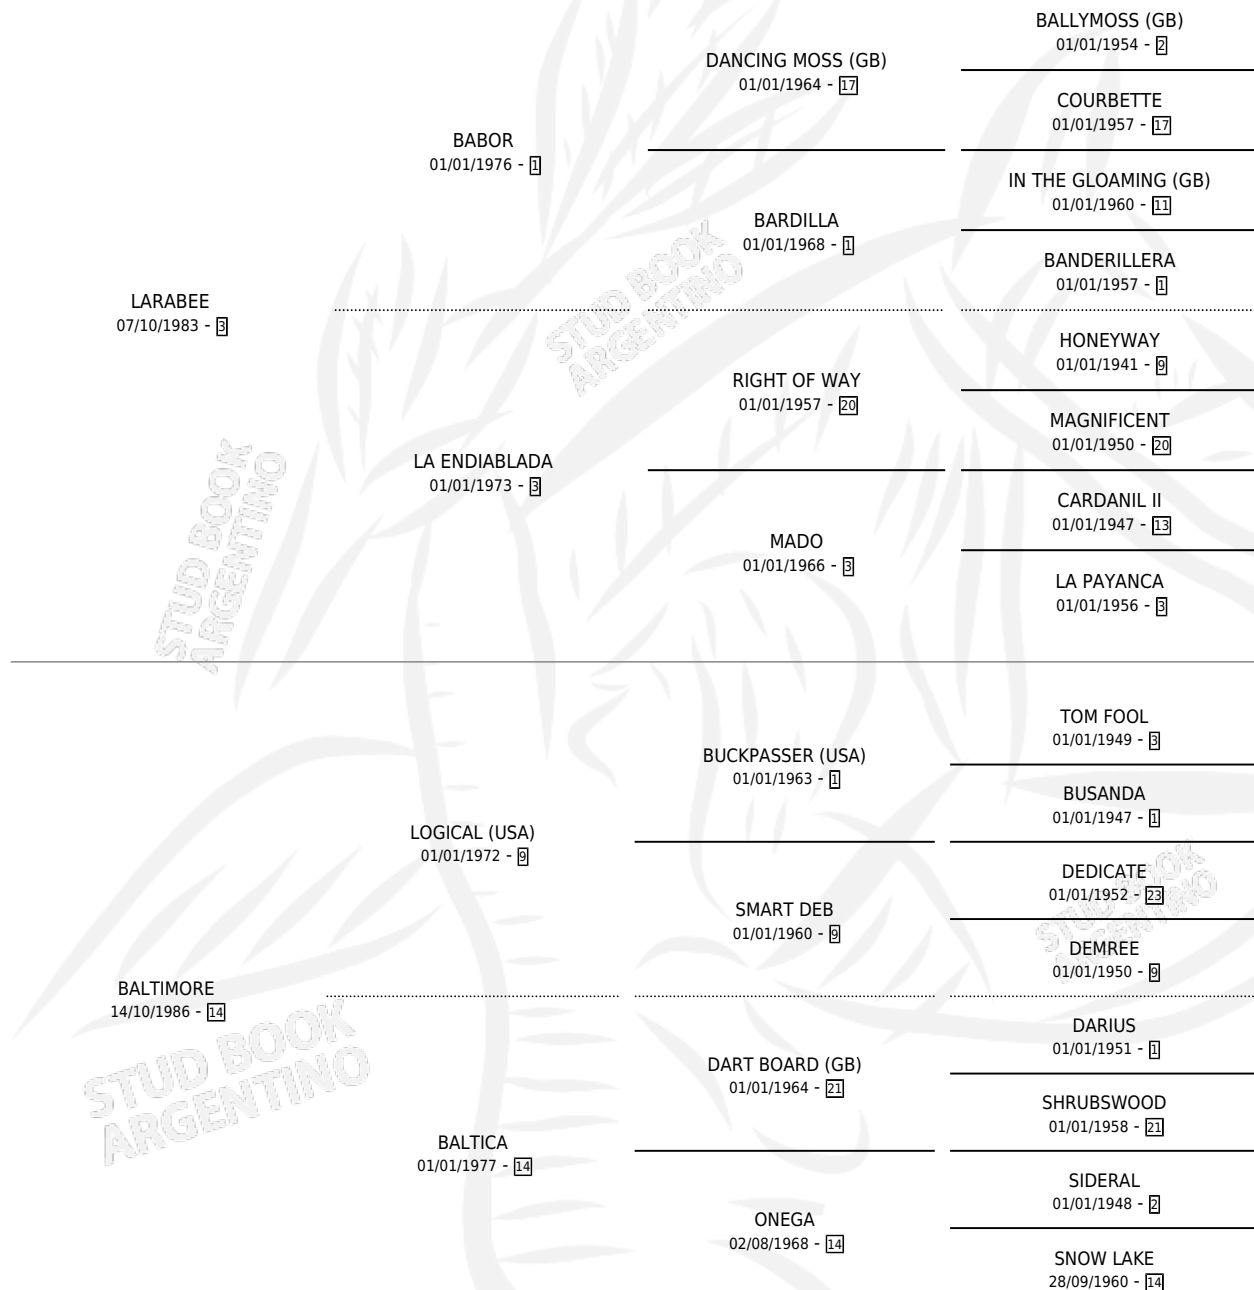 BALLYMOSS (GB)
01/01/1954 - 2
DANCING MOSS (GB)
01/01/1964 - 17
COURBETTE
01/01/1957 - 17
BABOR
01/01/1976 - 1
IN THE GLOAMING (GB)
01/01/1960 - 11
BARDILLA
01/01/1968 - 1
BANDERILLERA
01/01/1957 - 1
LARABEE
07/10/1983 - 3
HONEYWAY
01/01/1941 - 9
RIGHT OF WAY
01/01/1957 - 20
MAGNIFICENT
01/01/1950 - 20
LA ENDIABLADA
01/01/1973 - 3
CARDANIL II
01/01/1947 - 13
MADO
01/01/1966 - 3
LA PAYANCA
01/01/1956 - 3
TOM FOOL
01/01/1949 - 3
BUCKPASSER (USA)
01/01/1963 - 1
BUSANDA
01/01/1947 - 1
LOGICAL (USA)
01/01/1972 - 9
DEDICATE
01/01/1952 - 23
SMART DEB
01/01/1960 - 9
DEMREE
01/01/1950 - 9
BALTIMORE
14/10/1986 - 14
DARIUS
01/01/1951 - 1
DART BOARD (GB)
01/01/1964 - 21
SHRUBSWOOD
01/01/1958 - 21
BALTICA
01/01/1977 - 14
SIDERAL
01/01/1948 - 2
ONEGA
02/08/1968 - 14
SNOW LAKE
28/09/1960 - 14
STUD BOOK
ARGENTINO
STUD BOOK
ARGENTINO
STUD BOOK
ARGENTINO
STUD BOOK
ARGENTINO